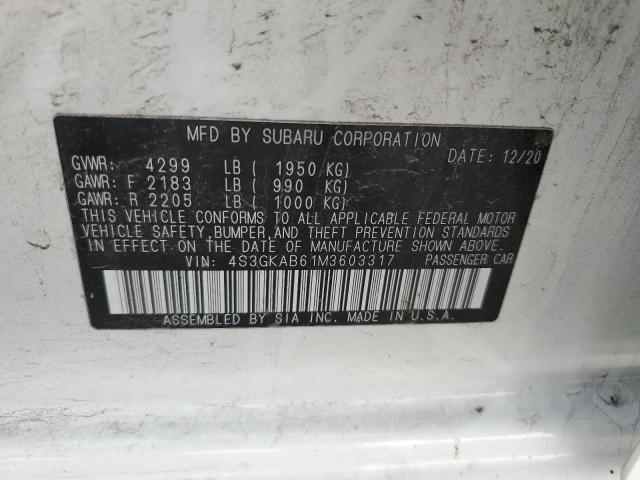 MFD BY SUBARU CORPORATION
DATE: 12/20
GVWR: 4299 LB ( 1950 KG)
GAWR: F 2183 LB ( 990 KG)
GAWR: R 2205 LB ( 1000 KG)
THIS VEHICLE CONFORMS TO ALL APPLICABLE FEDERAL MOTOR
VEHICLE SAFETY, BUMPER, AND THEFT PREVENTION STANDARDS
IN EFFECT ON THE DATE OF MANUFACTURE SHOWN ABOVE.
VIN: 4S3GKAB61M3603317 PASSENGER CAR
ASSEMBLED BY SIA INC. MADE IN U.S.A.